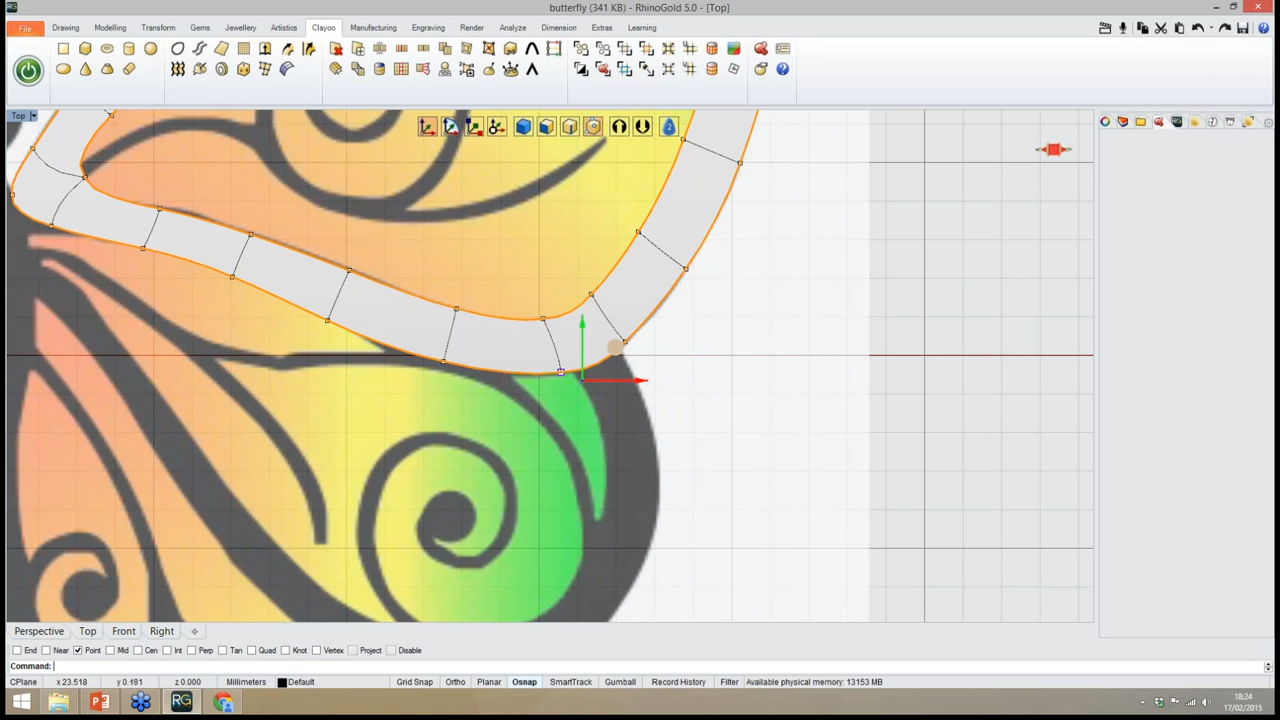 butterfly (341 KB) - RhinoGold 5.0 - [Top]
File Drawing Modelling Transform Gems Jewellery Artistics Clayoo Manufacturing Engraving Render Analyze Dimension Extras Learning
Top
2
Perspective Top Front Right
End Near Point Mid Cen Int Perp Tan Quad Knot Vertex Project Disable
Command:
CPlane x 23.518 y 0.481 z 0.000 Millimeters Default Grid Snap Ortho Planar Osnap SmartTrack Gumball Record History Filter Available physical memory: 13153 MB
RG
18:24
17/02/2015